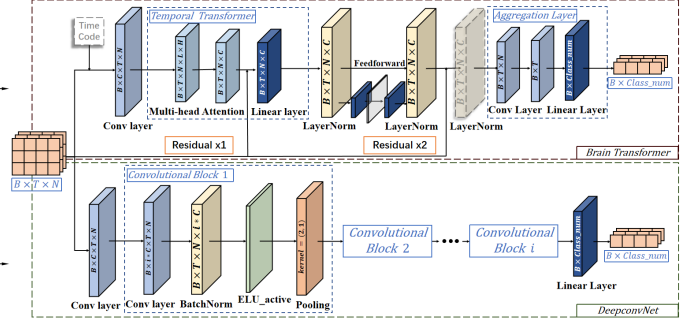 Time
Code
Temporal Transformer
Aggregation Layer
B × C × T × N
B × T × N × i × H
B × T × N × C
B × T × N × C
B × T × N × C
Feedforward
B × T × N × C
B × T × N × C
B × T × N
B × T
B × Class_num
B × Class_num
Conv layer
Multi-head Attention
Linear layer
LayerNorm
LayerNorm
LayerNorm
Conv Layer
Linear Layer
Residual x1
Residual x2
Brain Transformer
B × T × N
Convolutional Block 1
B × C × T × N
B × i * C × T × N
B × T × N × i * C
kernel = (2, 1)
Convolutional
Block 2
Convolutional
Block i
B × Class_num
B × Class_num
Conv layer
Conv layer
BatchNorm
ELU_active
Pooling
Linear Layer
DeepconvNet